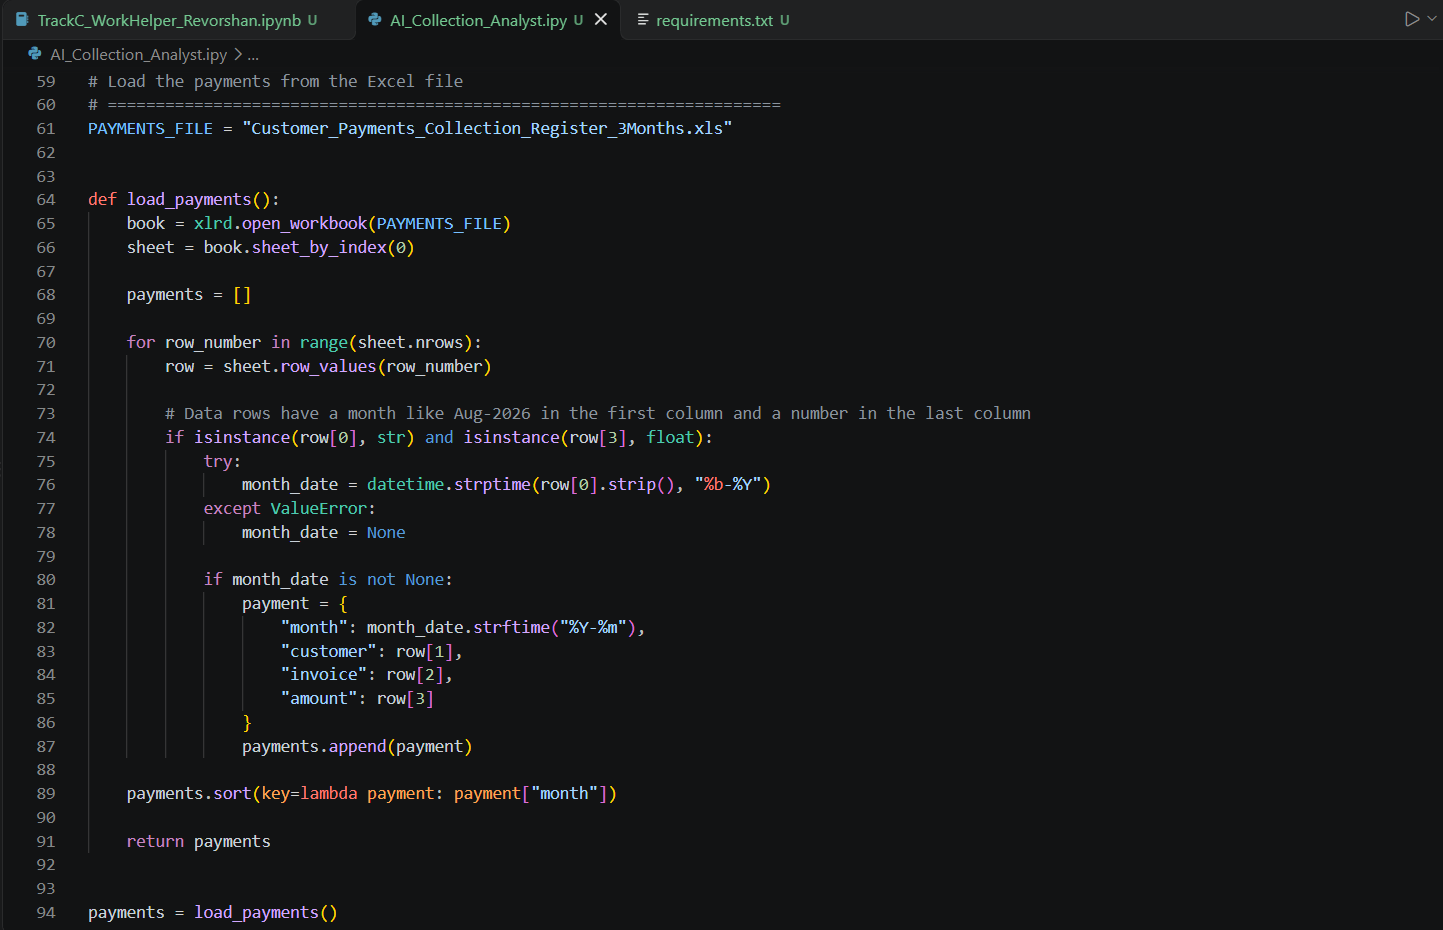 TrackC_WorkHelper_Revorshan.ipynb U
AI_Collection_Analyst.ipy U
requirements.txt U
AI_Collection_Analyst.ipy > ...
59 # Load the payments from the Excel file
60 # ======================================================================
61 PAYMENTS_FILE = "Customer_Payments_Collection_Register_3Months.xls"
62
63
64 def load_payments():
65     book = xlrd.open_workbook(PAYMENTS_FILE)
66     sheet = book.sheet_by_index(0)
67
68     payments = []
69
70     for row_number in range(sheet.nrows):
71         row = sheet.row_values(row_number)
72
73         # Data rows have a month like Aug-2026 in the first column and a number in the last column
74         if isinstance(row[0], str) and isinstance(row[3], float):
75             try:
76                 month_date = datetime.strptime(row[0].strip(), "%b-%Y")
77             except ValueError:
78                 month_date = None
79
80             if month_date is not None:
81                 payment = {
82                     "month": month_date.strftime("%Y-%m"),
83                     "customer": row[1],
84                     "invoice": row[2],
85                     "amount": row[3]
86                 }
87                 payments.append(payment)
88
89     payments.sort(key=lambda payment: payment["month"])
90
91     return payments
92
93
94 payments = load_payments()